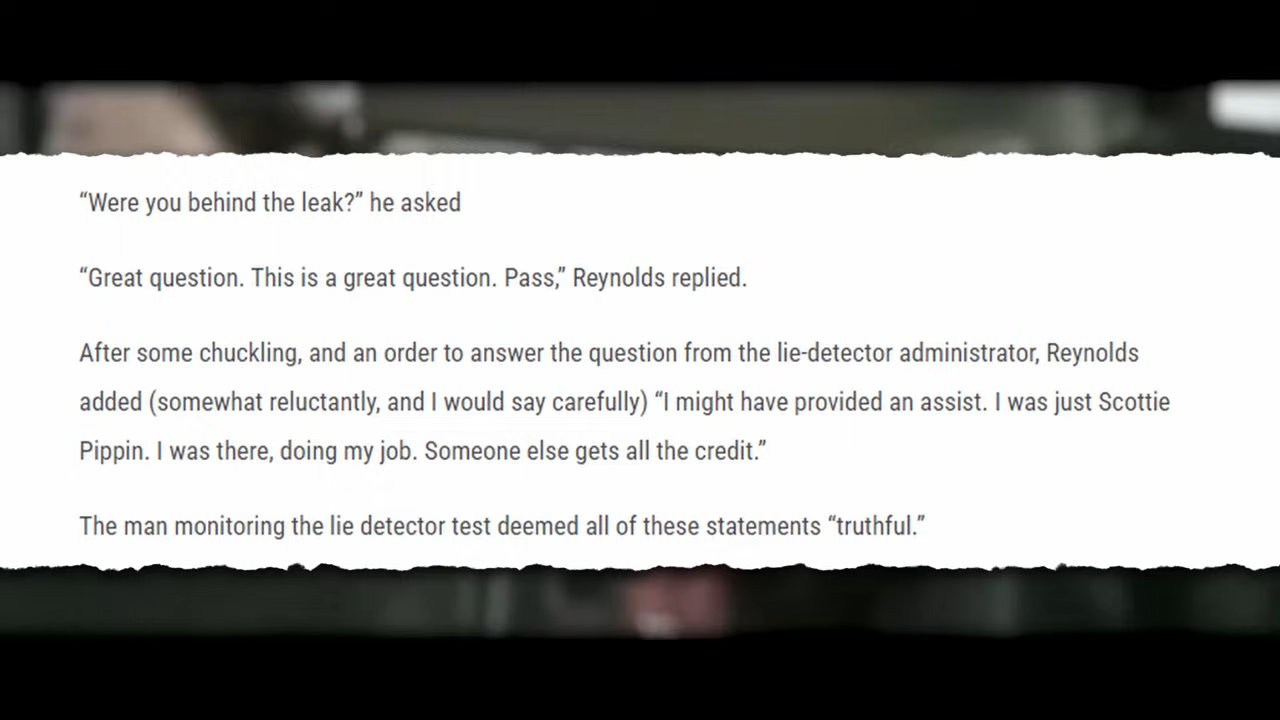 “Were you behind the leak?” he asked
“Great question. This is a great question. Pass,” Reynolds replied.
After some chuckling, and an order to answer the question from the lie-detector administrator, Reynolds
added (somewhat reluctantly, and I would say carefully) “I might have provided an assist. I was just Scottie
Pippin. I was there, doing my job. Someone else gets all the credit.”
The man monitoring the lie detector test deemed all of these statements “truthful.”